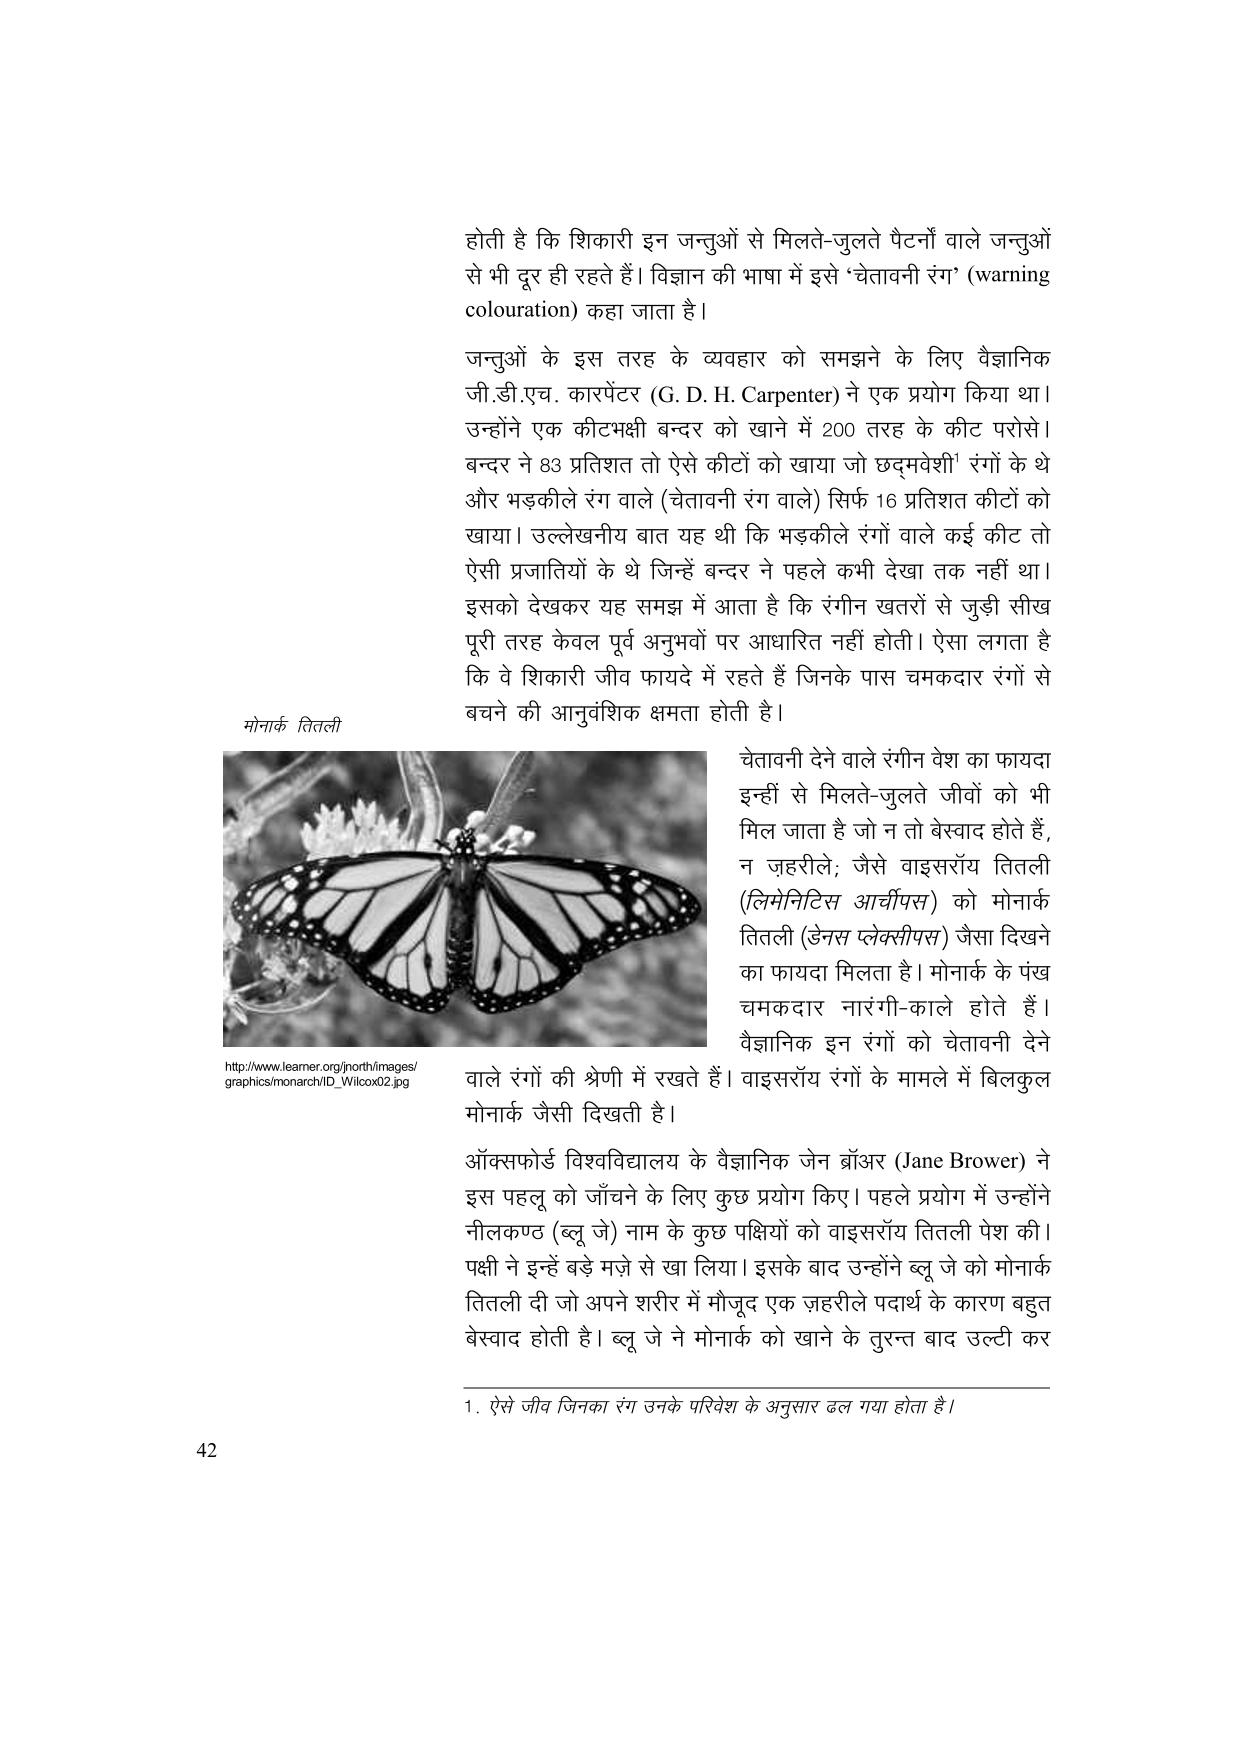 होती है कि शिकारी इन जन्तुओं से मिलते-जुलते पैटर्नों वाले जन्तुओं
से भी दूर ही रहते हैं। विज्ञान की भाषा में इसे ‘चेतावनी रंग’ (warning
colouration) कहा जाता है।
जन्तुओं के इस तरह के व्यवहार को समझने के लिए वैज्ञानिक
जी.डी.एच. कारपेंटर (G. D. H. Carpenter) ने एक प्रयोग किया था।
उन्होंने एक कीटभक्षी बन्दर को खाने में 200 तरह के कीट परोसे।
बन्दर ने 83 प्रतिशत तो ऐसे कीटों को खाया जो छद्मवेशी¹ रंगों के थे
और भड़कीले रंग वाले (चेतावनी रंग वाले) सिर्फ 16 प्रतिशत कीटों को
खाया। उल्लेखनीय बात यह थी कि भड़कीले रंगों वाले कई कीट तो
ऐसी प्रजातियों के थे जिन्हें बन्दर ने पहले कभी देखा तक नहीं था।
इसको देखकर यह समझ में आता है कि रंगीन खतरों से जुड़ी सीख
पूरी तरह केवल पूर्व अनुभवों पर आधारित नहीं होती। ऐसा लगता है
कि वे शिकारी जीव फायदे में रहते हैं जिनके पास चमकदार रंगों से
बचने की आनुवंशिक क्षमता होती है।
मोनार्क तितली
चेतावनी देने वाले रंगीन वेश का फायदा
इन्हीं से मिलते-जुलते जीवों को भी
मिल जाता है जो न तो बेस्वाद होते हैं,
न ज़हरीले; जैसे वाइसरॉय तितली
(लिमेनिटिस आर्चीपस) को मोनार्क
तितली (डेनस प्लेक्सीपस) जैसा दिखने
का फायदा मिलता है। मोनार्क के पंख
चमकदार नारंगी-काले होते हैं।
वैज्ञानिक इन रंगों को चेतावनी देने
http://www.learner.org/jnorth/images/
graphics/monarch/ID_Wilcox02.jpg
वाले रंगों की श्रेणी में रखते हैं। वाइसरॉय रंगों के मामले में बिलकुल
मोनार्क जैसी दिखती है।
ऑक्सफोर्ड विश्वविद्यालय के वैज्ञानिक जेन ब्रॉअर (Jane Brower) ने
इस पहलू को जाँचने के लिए कुछ प्रयोग किए। पहले प्रयोग में उन्होंने
नीलकण्ठ (ब्लू जे) नाम के कुछ पक्षियों को वाइसरॉय तितली पेश की।
पक्षी ने इन्हें बड़े मज़े से खा लिया। इसके बाद उन्होंने ब्लू जे को मोनार्क
तितली दी जो अपने शरीर में मौजूद एक ज़हरीले पदार्थ के कारण बहुत
बेस्वाद होती है। ब्लू जे ने मोनार्क को खाने के तुरन्त बाद उल्टी कर
1. ऐसे जीव जिनका रंग उनके परिवेश के अनुसार ढल गया होता है।
42